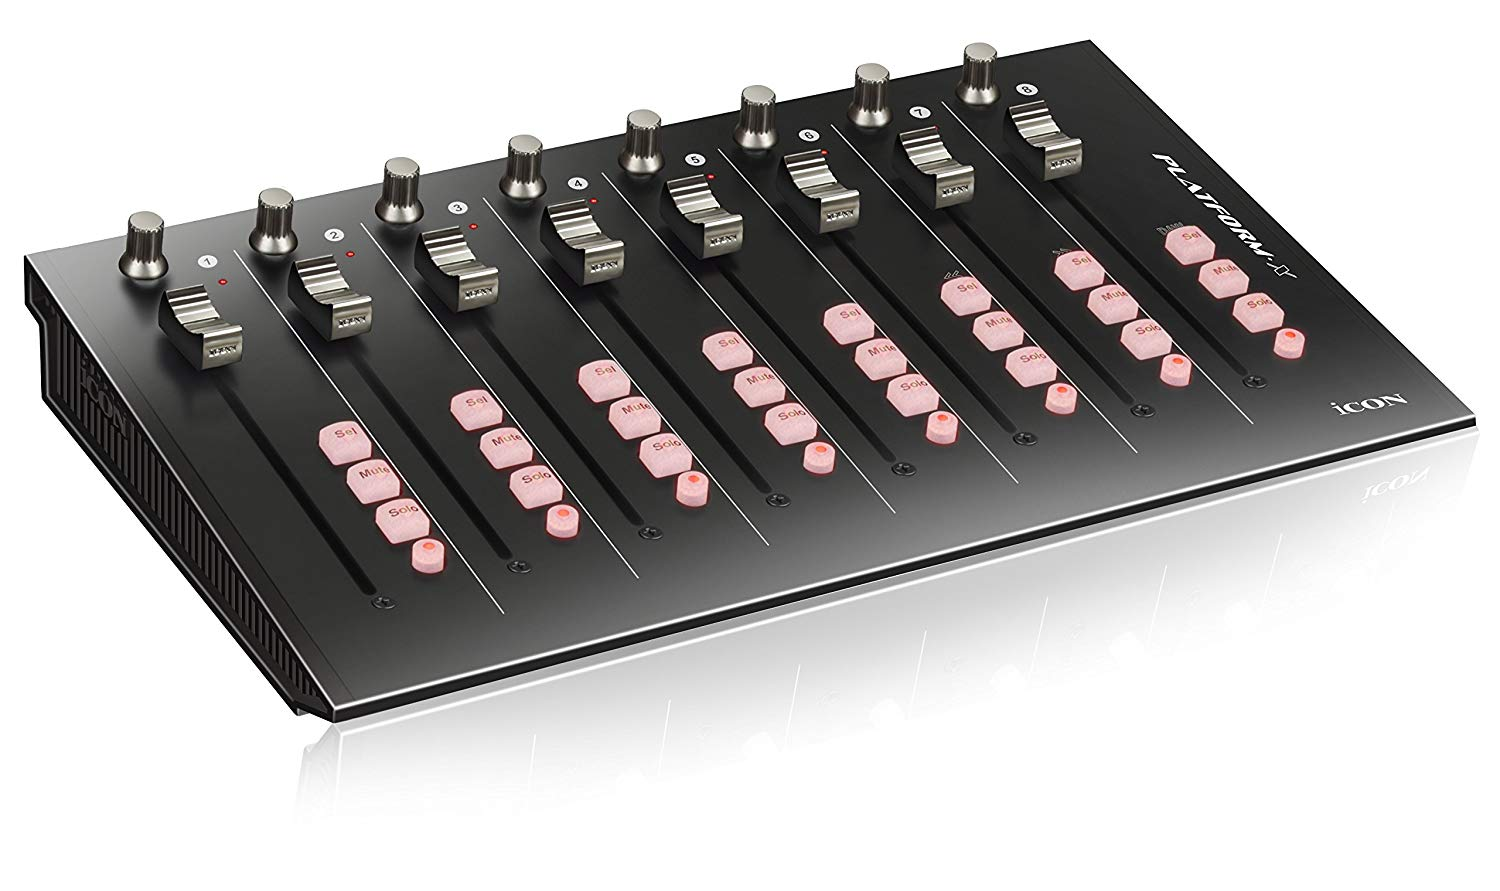 1
2
3
4
5
6
7
8
PLATFORM-X
Sel
Mute
Solo
Sel
Mute
Solo
Sel
Mute
Solo
Sel
Mute
Solo
Sel
Mute
Solo
Sel
Mute
Solo
Sel
Mute
Solo
Sel
Mute
Solo
iCON
iCON